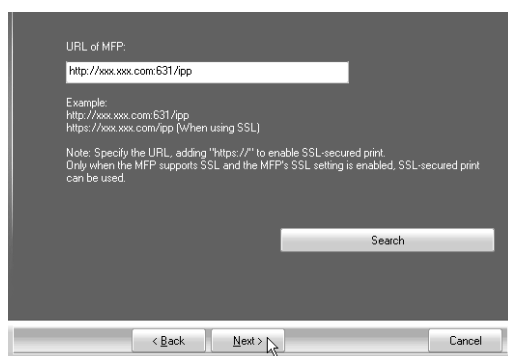 URL of MFP:
http://xxx.xxx.com:631/ipp
Example:
http://xxx.xxx.com:631/ipp
https://xxx.xxx.com/ipp (When using SSL)
Note: Specify the URL, adding "https://" to enable SSL-secured print.
Only when the MFP supports SSL and the MFP's SSL setting is enabled, SSL-secured print
can be used.
Search
< Back
Next >
Cancel